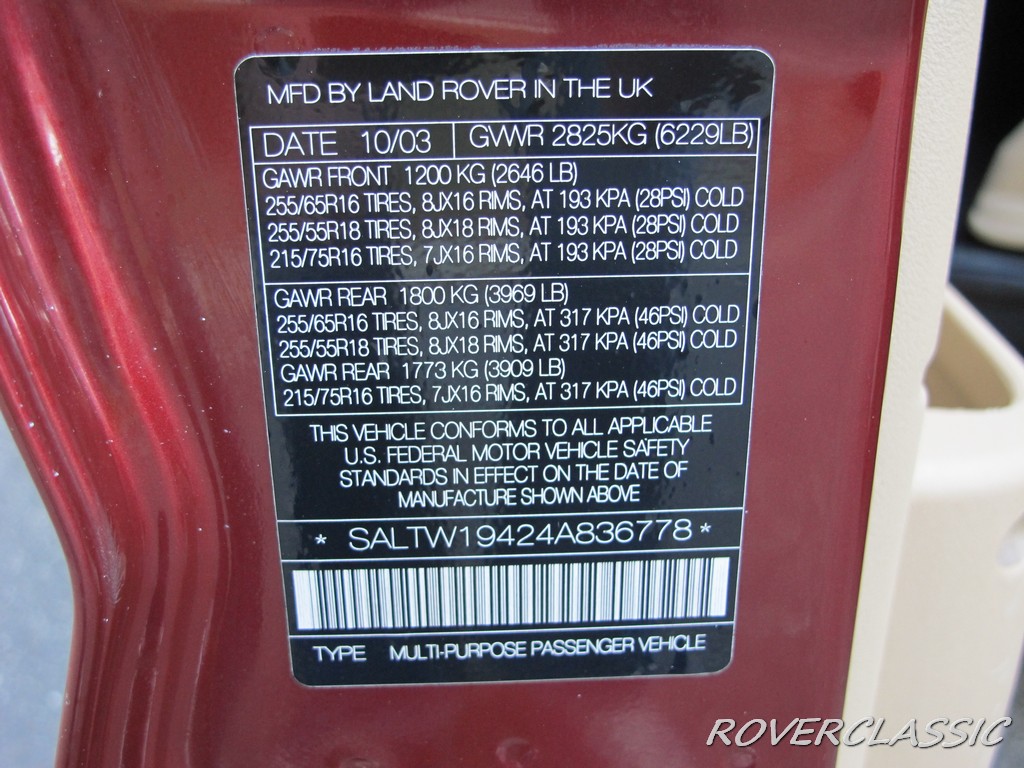 MFD BY LAND ROVER IN THE UK
DATE 10/03 GVWR 2825KG (6229LB)
GAWR FRONT 1200 KG (2646 LB)
255/65R16 TIRES, 8JX16 RIMS, AT 193 KPA (28PSI) COLD
255/55R18 TIRES, 8JX18 RIMS, AT 193 KPA (28PSI) COLD
215/75R16 TIRES, 7JX16 RIMS, AT 193 KPA (28PSI) COLD
GAWR REAR 1800 KG (3969 LB)
255/65R16 TIRES, 8JX16 RIMS, AT 317 KPA (46PSI) COLD
255/55R18 TIRES, 8JX18 RIMS, AT 317 KPA (46PSI) COLD
GAWR REAR 1773 KG (3909 LB)
215/75R16 TIRES, 7JX16 RIMS, AT 317 KPA (46PSI) COLD
THIS VEHICLE CONFORMS TO ALL APPLICABLE
U.S. FEDERAL MOTOR VEHICLE SAFETY
STANDARDS IN EFFECT ON THE DATE OF
MANUFACTURE SHOWN ABOVE
* SALTW19424A836778 *
TYPE MULTI-PURPOSE PASSENGER VEHICLE
ROVERCLASSIC